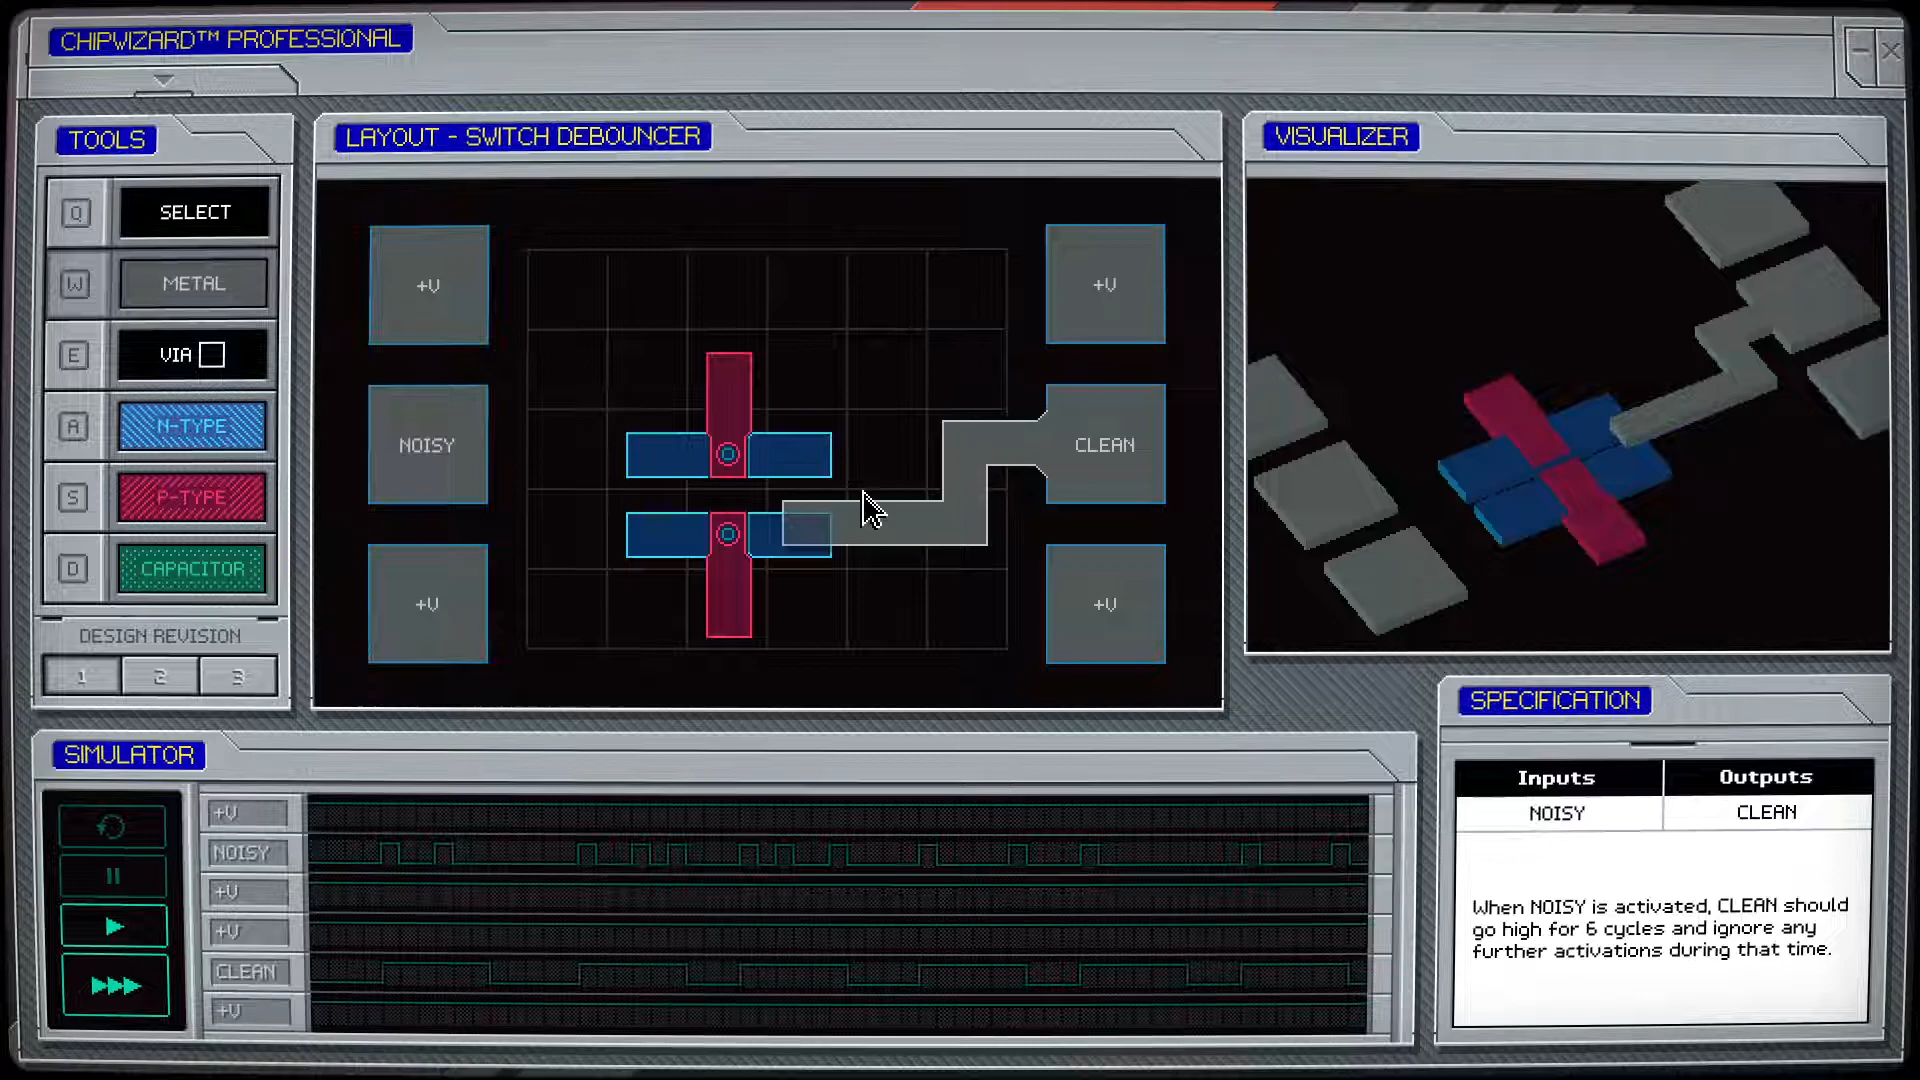 CHIPWIZARD™ PROFESSIONAL
TOOLS
Q SELECT
W METAL
E VIA
A N-TYPE
S P-TYPE
D CAPACITOR
DESIGN REVISION
1 2 3
LAYOUT - SWITCH DEBOUNCER
+V
+V
NOISY
CLEAN
+V
+V
VISUALIZER
SIMULATOR
+V
NOISY
+V
+V
CLEAN
+V
SPECIFICATION
Inputs Outputs
NOISY CLEAN
When NOISY is activated, CLEAN should
go high for 6 cycles and ignore any
further activations during that time.